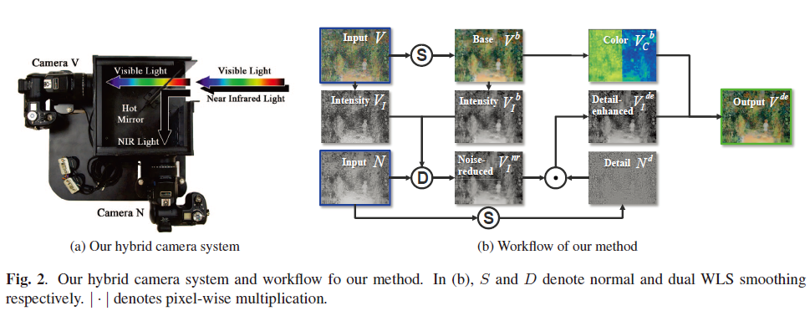 Camera V
Visible Light
Visible Light
Near Infrared Light
Hot
Mirror
NIR Light
Camera N
(a) Our hybrid camera system
Input V
S
Base V^b
Color V_C^b
Intensity V_I
Intensity V_I^b
Detail-
enhanced V_I^de
Output V^de
Input N
D
Noise-
reduced V_I^nr
Detail N^d
S
(b) Workflow of our method
Fig. 2. Our hybrid camera system and workflow fo our method. In (b), S and D denote normal and dual WLS smoothing
respectively. | · | denotes pixel-wise multiplication.